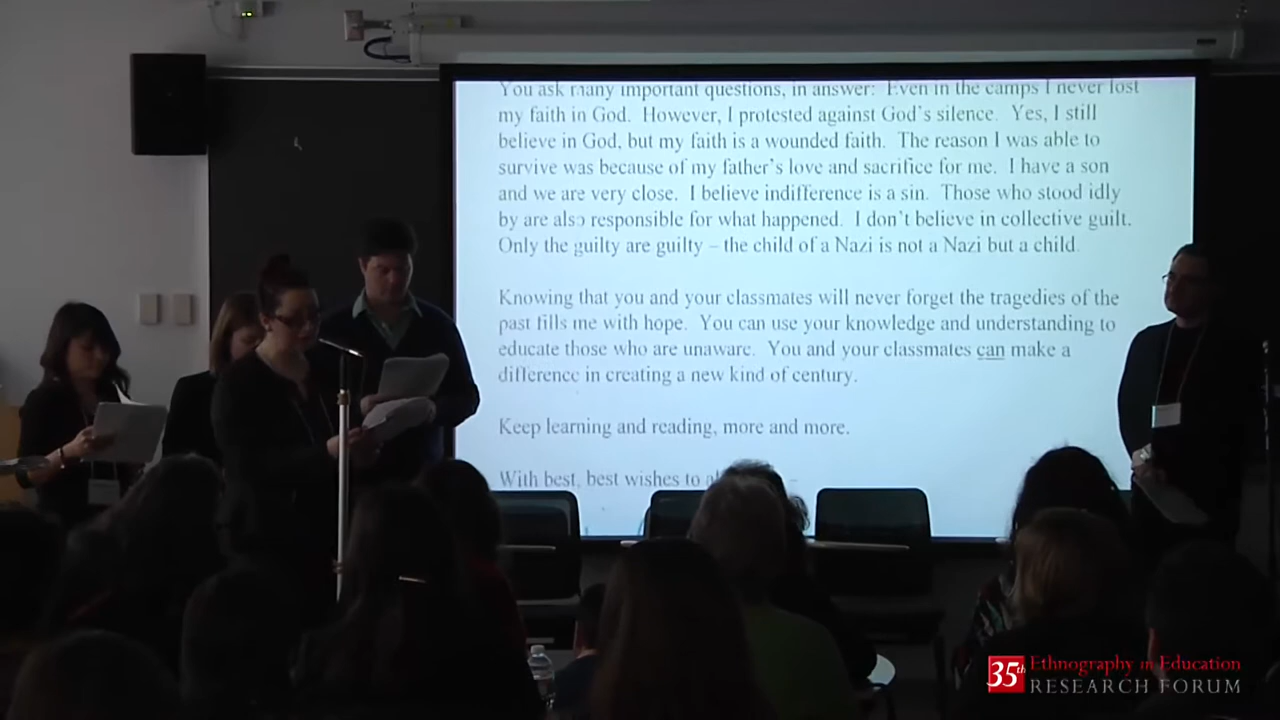 You ask many important questions, in answer: Even in the camps I never lost
my faith in God. However, I protested against God's silence. Yes, I still
believe in God, but my faith is a wounded faith. The reason I was able to
survive was because of my father's love and sacrifice for me. I have a son
and we are very close. I believe indifference is a sin. Those who stood idly
by are also responsible for what happened. I don't believe in collective guilt.
Only the guilty are guilty – the child of a Nazi is not a Nazi but a child.
Knowing that you and your classmates will never forget the tragedies of the
past fills me with hope. You can use your knowledge and understanding to
educate those who are unaware. You and your classmates can make a
difference in creating a new kind of century.
Keep learning and reading, more and more.
With best, best wishes to
35th Ethnography in Education
RESEARCH FORUM